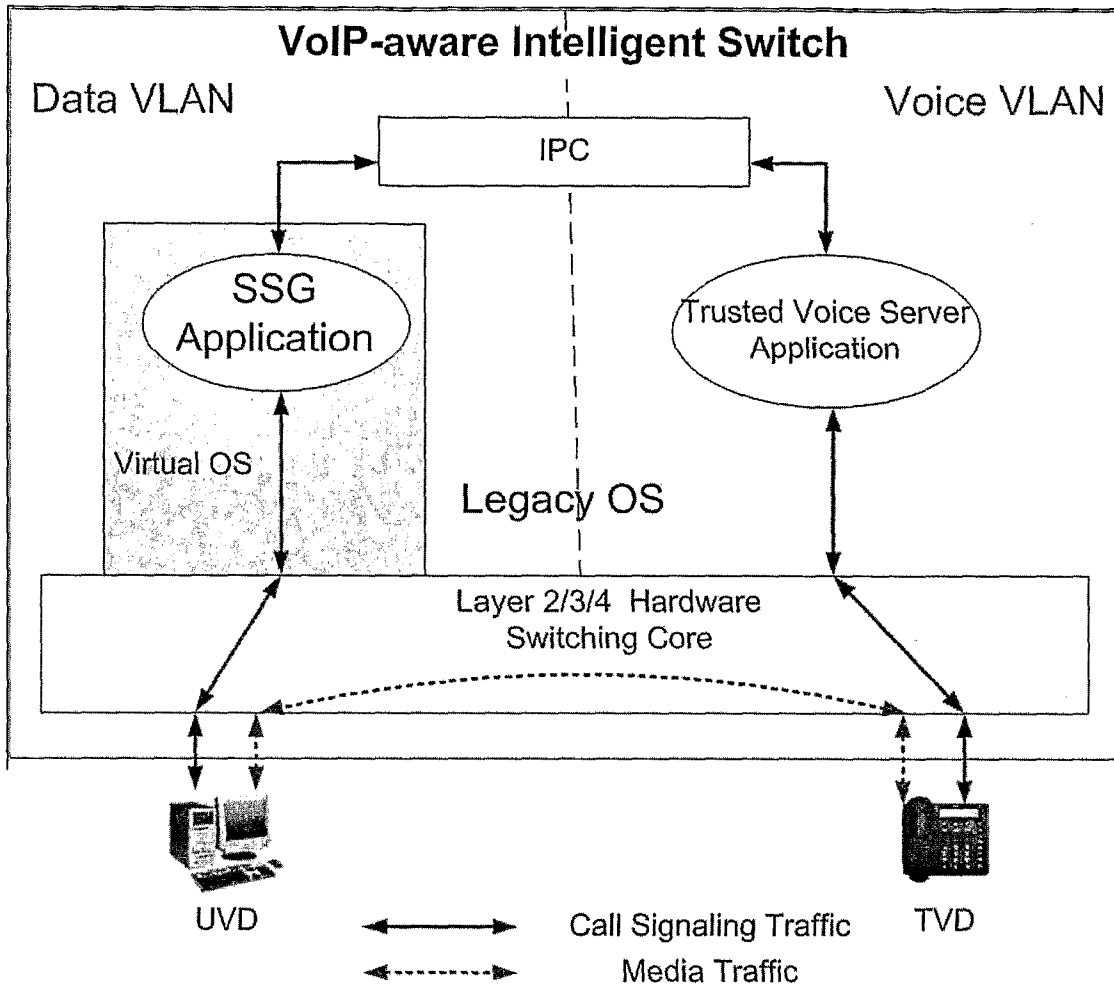 VoIP-aware Intelligent Switch
Data VLAN
Voice VLAN
IPC
SSG
Application
Trusted Voice Server
Application
Virtual OS
Legacy OS
Layer 2/3/4 Hardware
Switching Core
UVD
TVD
Call Signaling Traffic
Media Traffic